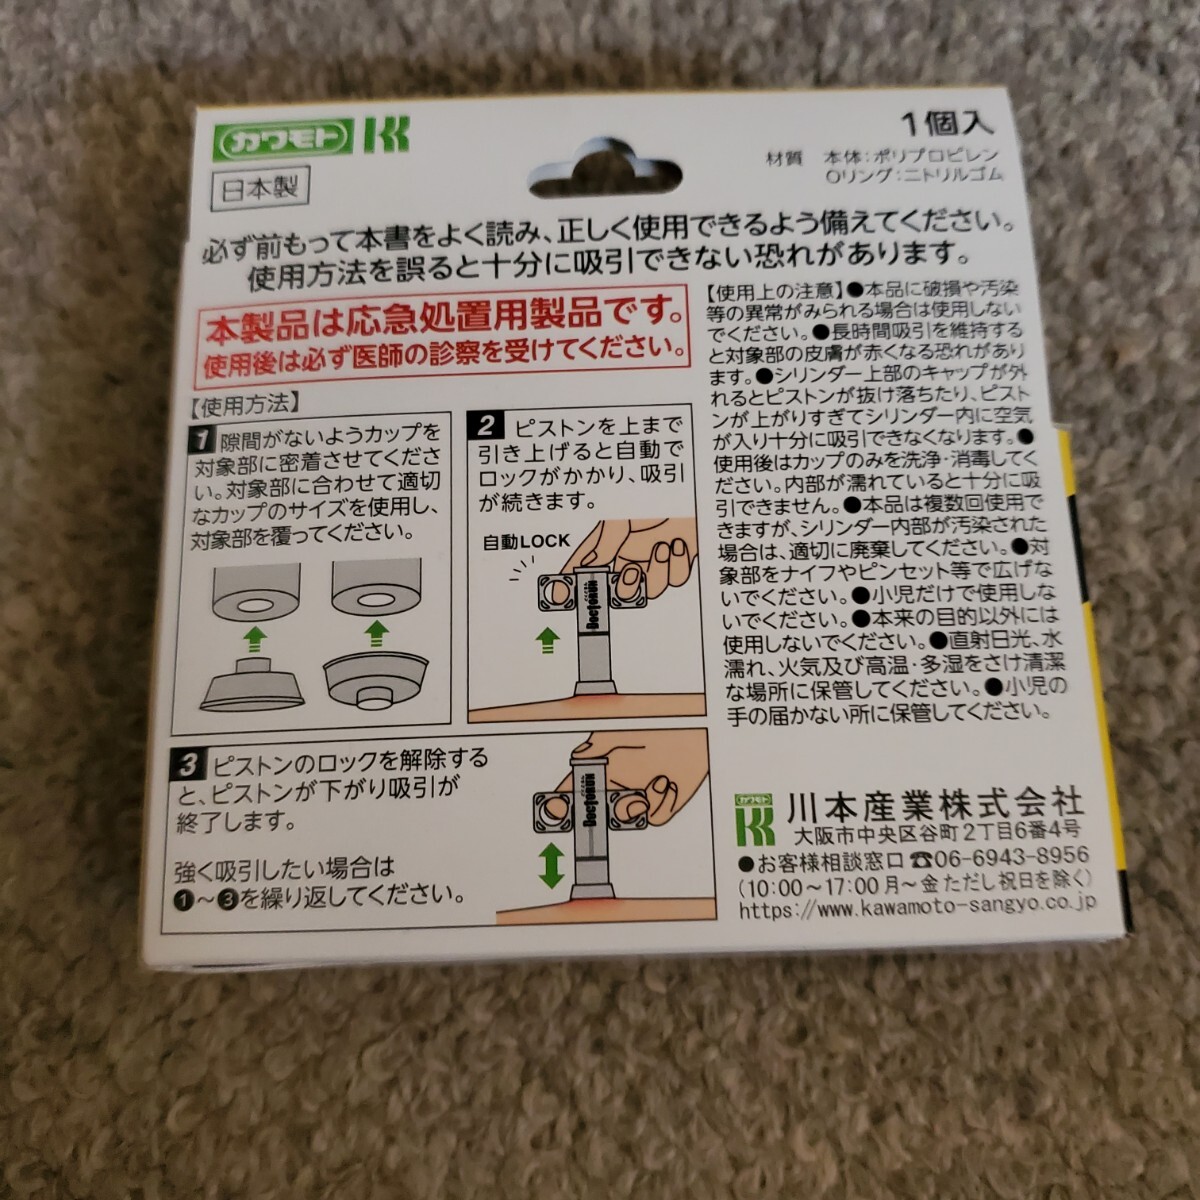 カワモト
日本製
1個入
材質 本体：ポリプロピレン
Oリング：ニトリルゴム
必ず前もって本書をよく読み、正しく使用できるよう備えてください。
使用方法を誤ると十分に吸引できない恐れがあります。
本製品は応急処置用製品です。
使用後は必ず医師の診察を受けてください。
【使用方法】
1 隙間がないようカップを
対象部に密着させてくださ
い。対象部に合わせて適切
なカップのサイズを使用し、
対象部を覆ってください。
2 ピストンを上まで
引き上げると自動で
ロックがかかり、吸引
が続きます。
自動LOCK
DOCTORUN
3 ピストンのロックを解除する
と、ピストンが下がり吸引が
終了します。
強く吸引したい場合は
❶～❸を繰り返してください。
DOCTORUN
【使用上の注意】●本品に破損や汚染
等の異常がみられる場合は使用しない
でください。●長時間吸引を維持する
と対象部の皮膚が赤くなる恐れがあり
ます。●シリンダー上部のキャップが外
れるとピストンが抜け落ちたり、ピスト
ンが上がりすぎてシリンダー内に空気
が入り十分に吸引できなくなります。●
使用後はカップのみを洗浄・消毒してく
ださい。内部が濡れていると十分に吸
引できません。●本品は複数回使用で
きますが、シリンダー内部が汚染された
場合は、適切に廃棄してください。●対
象部をナイフやピンセット等で広げな
いでください。●小児だけで使用しな
いでください。●本来の目的以外には
使用しないでください。●直射日光、水
濡れ、火気及び高温・多湿をさけ清潔
な場所に保管してください。●小児の
手の届かない所に保管してください。
カワモト
川本産業株式会社
大阪市中央区谷町2丁目6番4号
●お客様相談窓口☎06-6943-8956
(10:00～17:00 月～金 ただし祝日を除く)
https://www.kawamoto-sangyo.co.jp